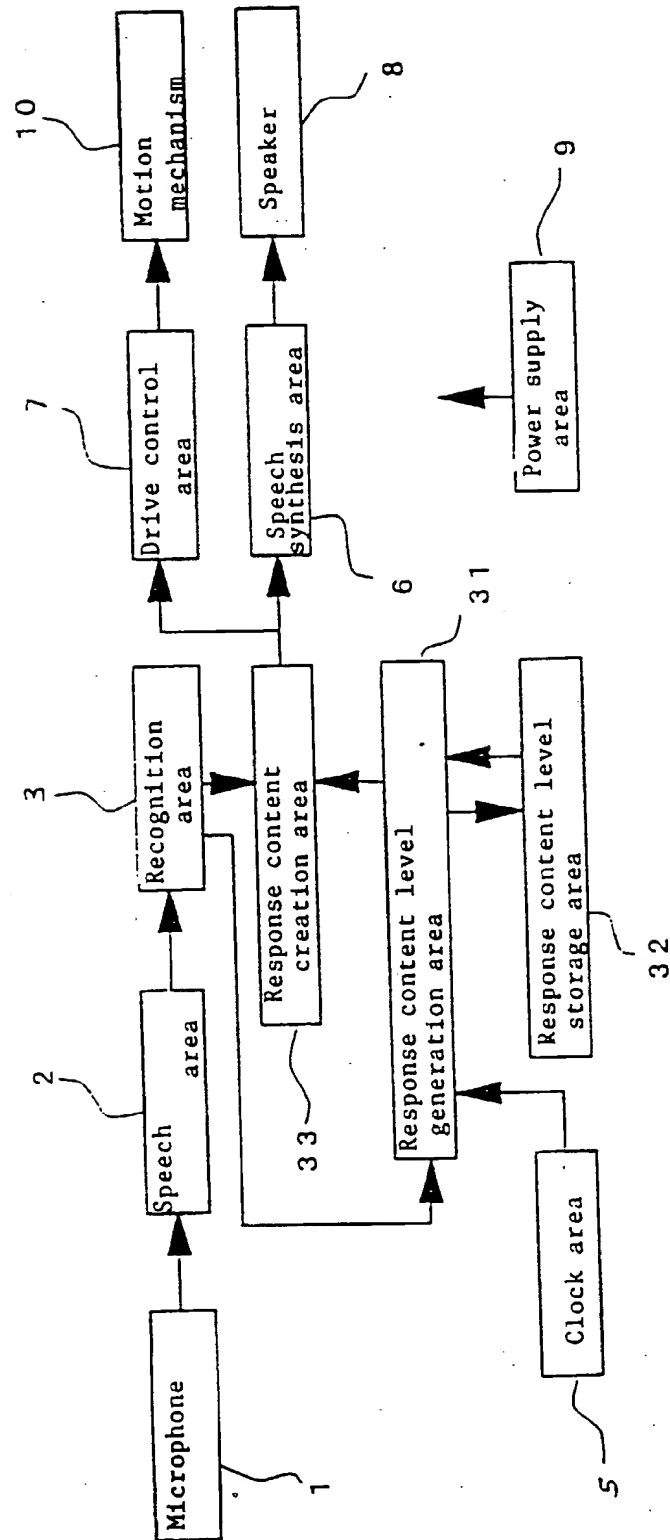 Microphone
1
Speech
area
2
Recognition
area
3
Drive control
area
7
Motion
mechanism
10
Response content
creation area
33
Speech
synthesis area
6
Speaker
8
Response content level
generation area
31
Response content level
storage area
32
Clock area
5
Power supply
area
9